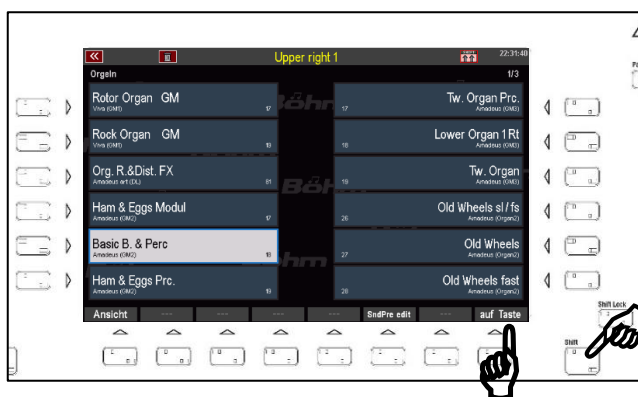 Upper right 1
22:31:40
Orgeln
1/3
Rotor Organ GM
Viva (GM1)
17
Rock Organ GM
Viva (GM1)
19
Org. R.&Dist. FX
Amadeus art (DL)
81
Ham & Eggs Modul
Amadeus (GM2)
17
Basic B. & Perc
Amadeus (GM2)
18
Ham & Eggs Prc.
Amadeus (GM2)
19
Tw. Organ Prc.
Amadeus (GM3)
17
Lower Organ 1 Rt
Amadeus (GM3)
18
Tw. Organ
Amadeus (GM3)
19
Old Wheels sl / fs
Amadeus (Organ2)
26
Old Wheels
Amadeus (Organ2)
27
Old Wheels fast
Amadeus (Organ2)
28
Ansicht --- --- --- --- SndPre edit --- auf Taste
Shift Lock
Shift